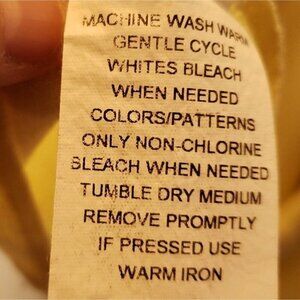 MACHINE WASH WARM
GENTLE CYCLE
WHITES BLEACH
WHEN NEEDED
COLORS/PATTERNS
ONLY NON-CHLORINE
BLEACH WHEN NEEDED
TUMBLE DRY MEDIUM
REMOVE PROMPTLY
IF PRESSED USE
WARM IRON